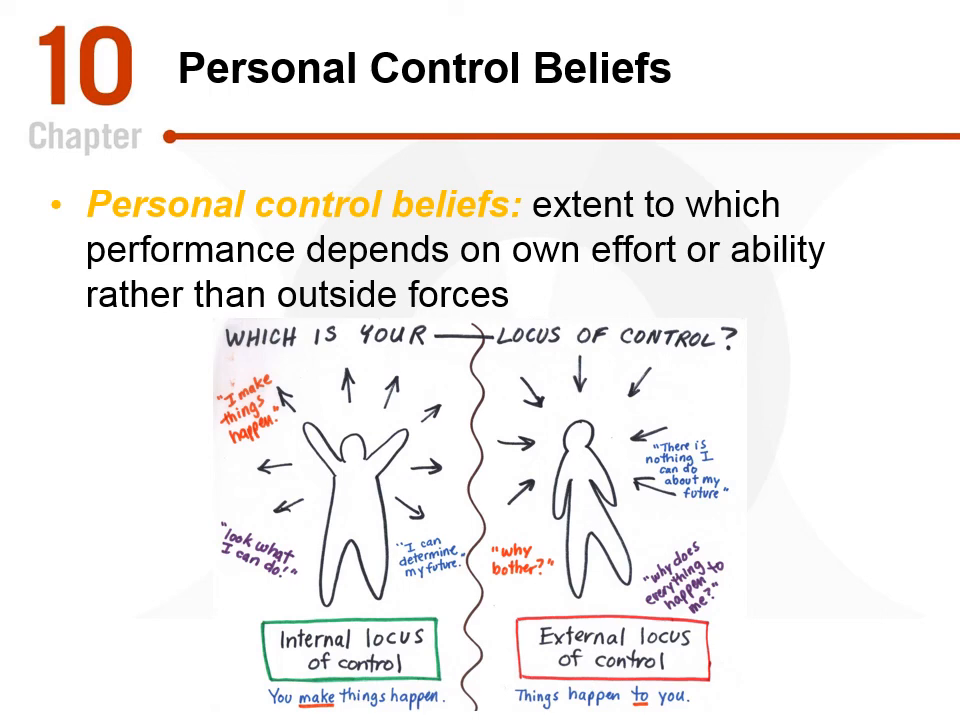 10
Chapter
Personal Control Beliefs
• Personal control beliefs: extent to which
performance depends on own effort or ability
rather than outside forces
WHICH IS YOUR — LOCUS OF CONTROL?
"I make
things
happen."
"look what
I can do!"
"I can
determine
my future."
Internal locus
of control
You make things happen.
"There is
nothing I
can do
about my
future"
"why
bother?"
"why does
everything
happen to
me?"
External locus
of control
Things happen to you.